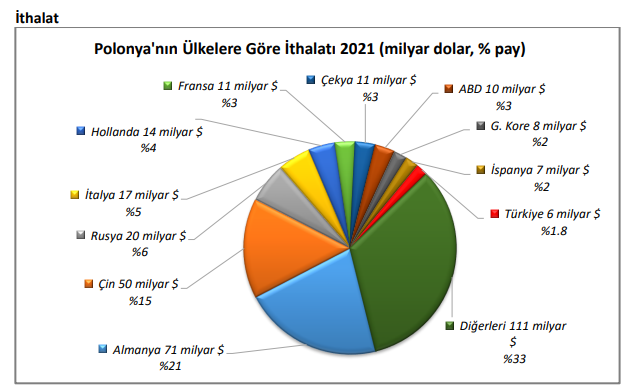 İthalat
Polonya'nın Ülkelere Göre İthalatı 2021 (milyar dolar, % pay)
Fransa 11 milyar $
%3
Çekya 11 milyar $
%3
ABD 10 milyar $
%3
Hollanda 14 milyar $
%4
G. Kore 8 milyar $
%2
İspanya 7 milyar $
%2
İtalya 17 milyar $
%5
Türkiye 6 milyar $
%1.8
Rusya 20 milyar $
%6
Çin 50 milyar $
%15
Diğerleri 111 milyar
$
%33
Almanya 71 milyar $
%21